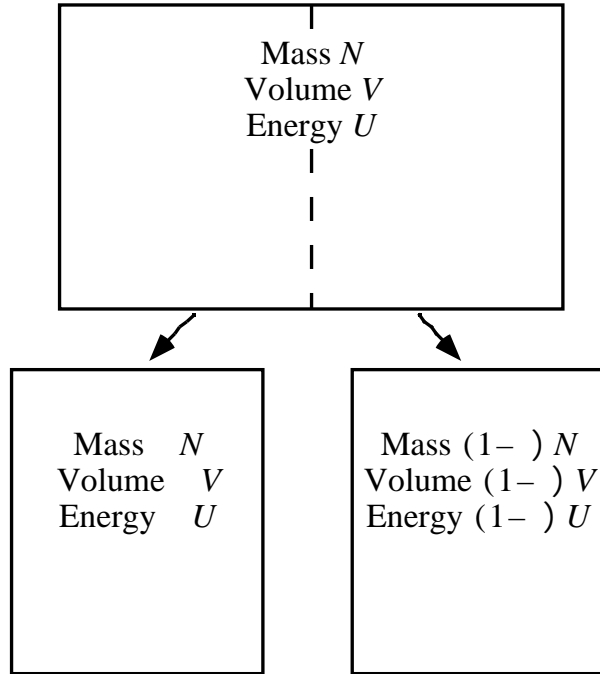 Mass N
Volume V
Energy U
Mass N
Volume V
Energy U
Mass (1– ) N
Volume (1– ) V
Energy (1– ) U